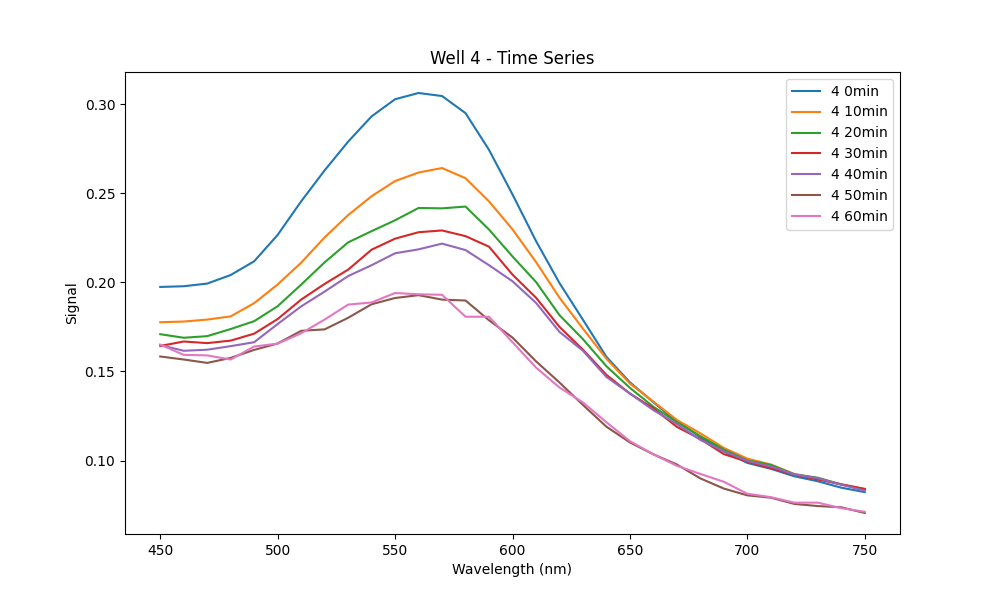 Well 4 - Time Series
Signal
0.30
0.25
0.20
0.15
0.10
450 500 550 600 650 700 750
Wavelength (nm)
4 0min
4 10min
4 20min
4 30min
4 40min
4 50min
4 60min